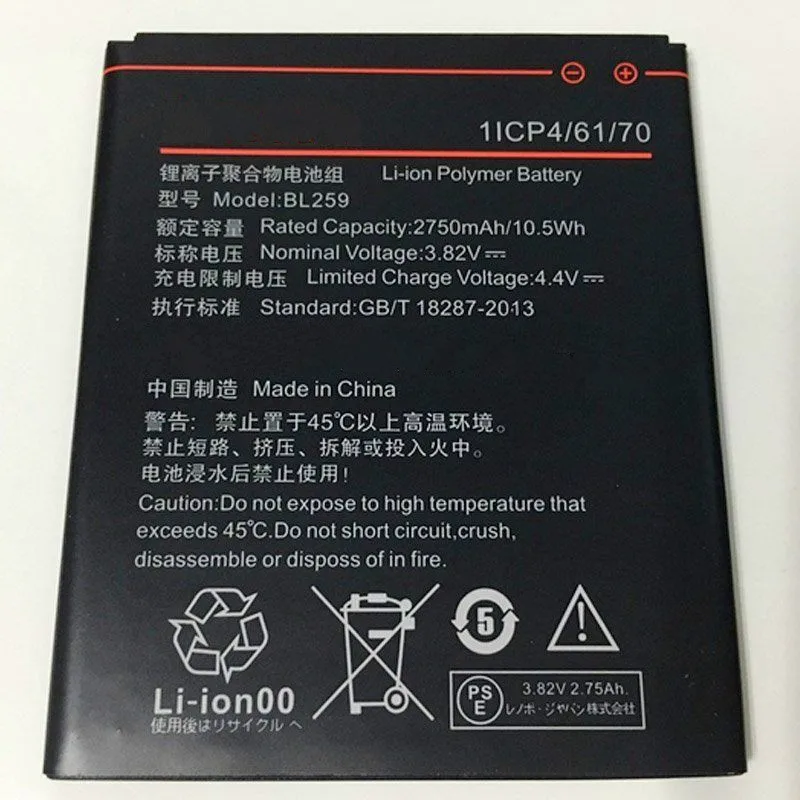 1ICP4/61/70
锂离子聚合物电池组 Li-ion Polymer Battery
型号 Model:BL259
额定容量 Rated Capacity:2750mAh/10.5Wh
标称电压 Nominal Voltage:3.82V⎓
充电限制电压 Limited Charge Voltage:4.4V⎓
执行标准 Standard:GB/T 18287-2013
中国制造 Made in China
警告: 禁止置于45℃以上高温环境。
禁止短路、挤压、拆解或投入火中。
电池浸水后禁止使用!
Caution:Do not expose to high temperature that
exceeds 45℃.Do not short circuit,crush,
disassemble or disposs of in fire.
5
Li-ion00
使用後はリサイクル へ
PS
E
3.82V 2.75Ah.
レノボ・ジャパン株式会社